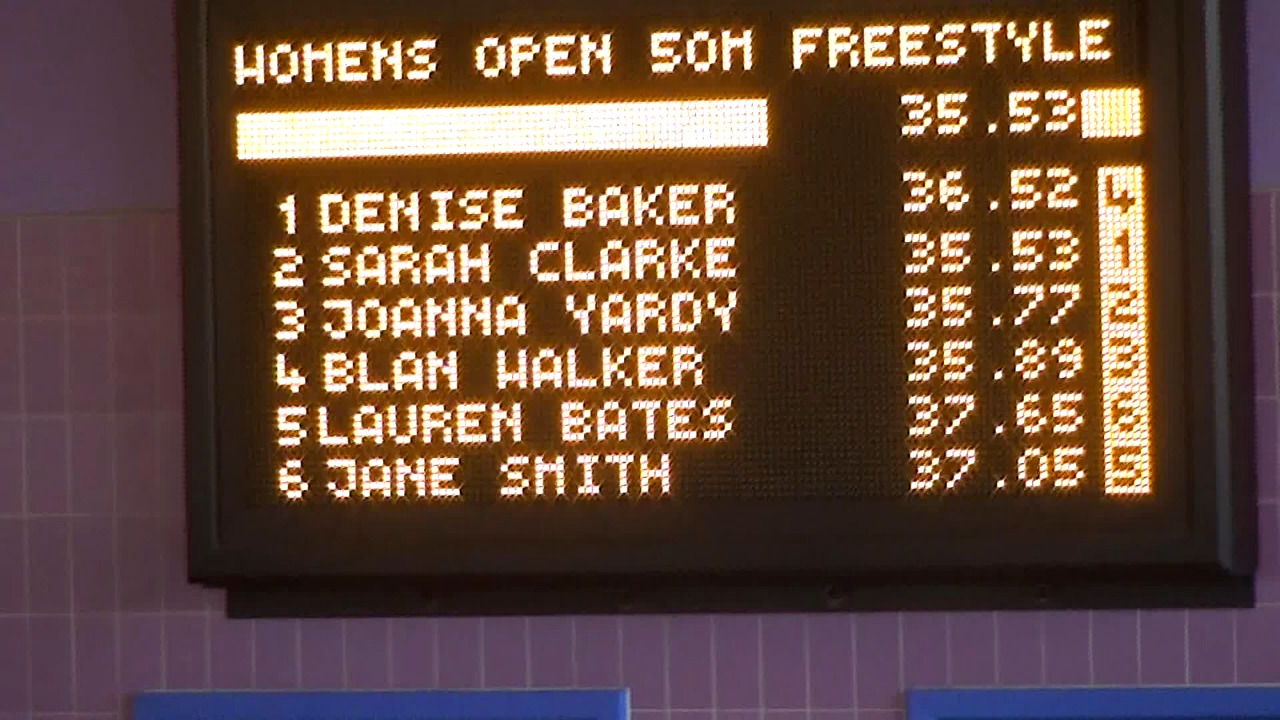 WOMENS OPEN 50M FREESTYLE
35.53
1 DENISE BAKER 36.52 4
2 SARAH CLARKE 35.53 1
3 JOANNA YARDY 35.77 2
4 BLAN WALKER 35.89 3
5 LAUREN BATES 37.65
6 JANE SMITH 37.05 5